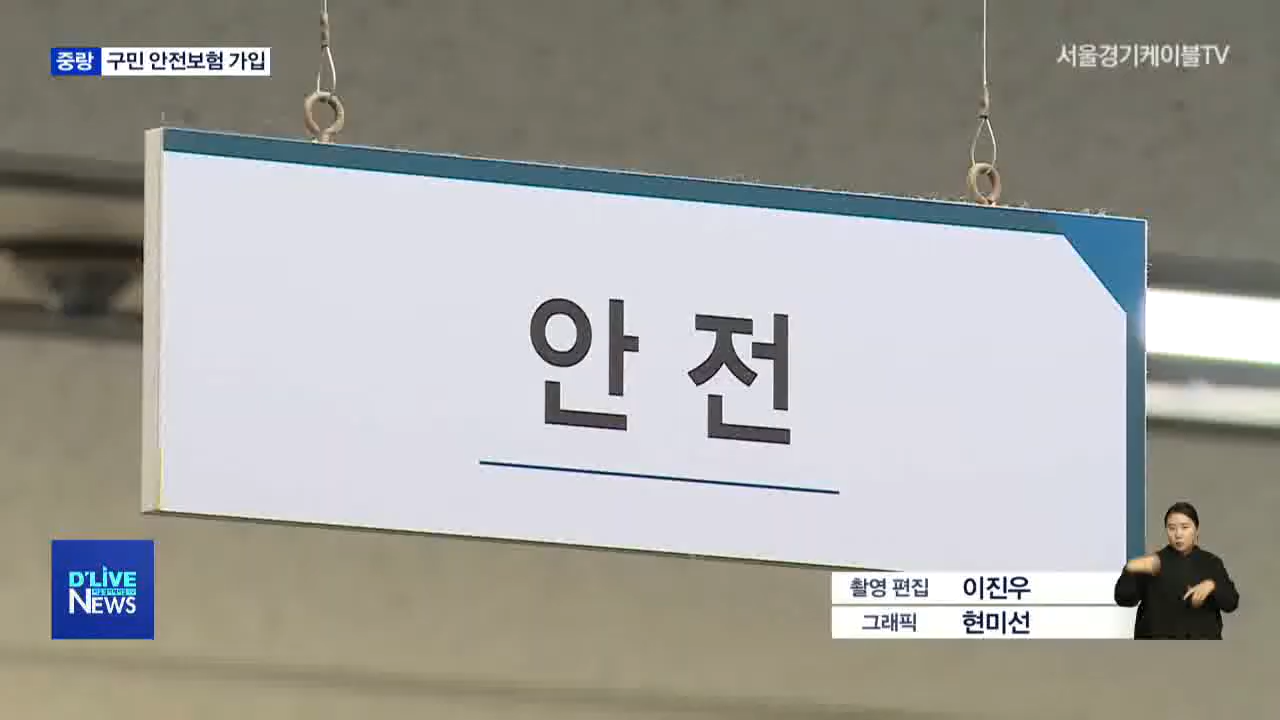 중랑 구민 안전보험 가입
서울경기케이블TV
안전
D'LIVE
NEWS
촬영 편집 이진우
그래픽 현미선